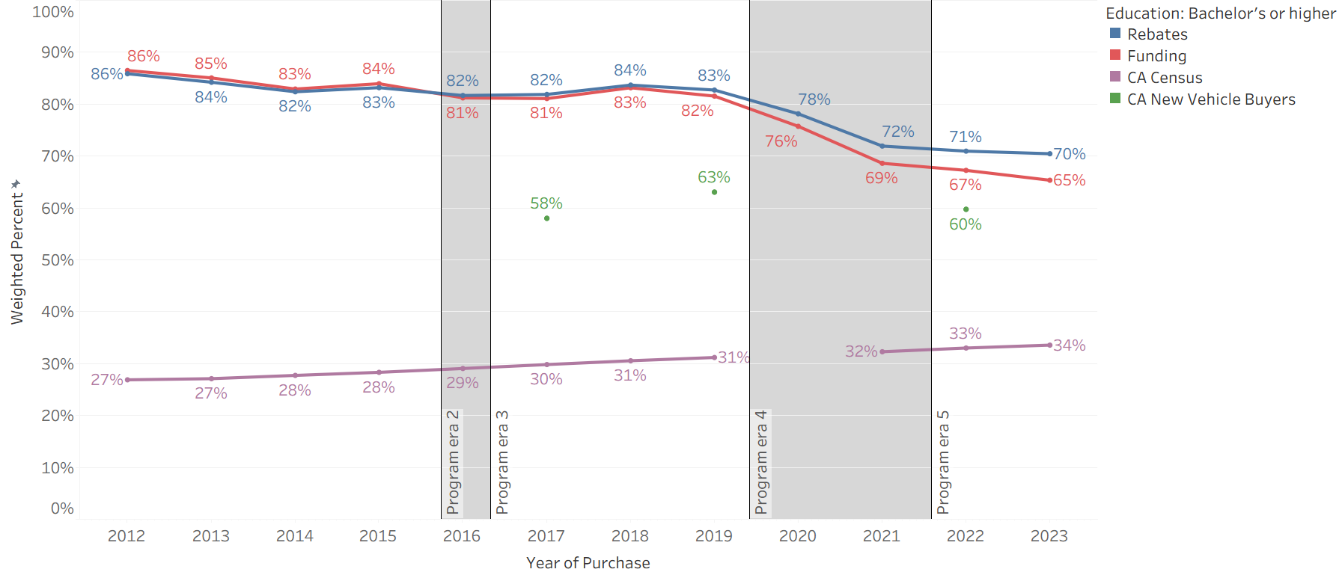 Education: Bachelor's or higher
Rebates
Funding
CA Census
CA New Vehicle Buyers
Weighted Percent
100%
90%
80%
70%
60%
50%
40%
30%
20%
10%
0%
86% 85% 83% 84% 82% 82% 84% 83% 78% 72% 71% 70%
86% 84% 82% 83% 81% 81% 83% 82% 76% 69% 67% 65%
58% 63% 60%
27% 27% 28% 28% 29% 30% 31% 31% 32% 33% 34%
Program era 2
Program era 3
Program era 4
Program era 5
2012 2013 2014 2015 2016 2017 2018 2019 2020 2021 2022 2023
Year of Purchase